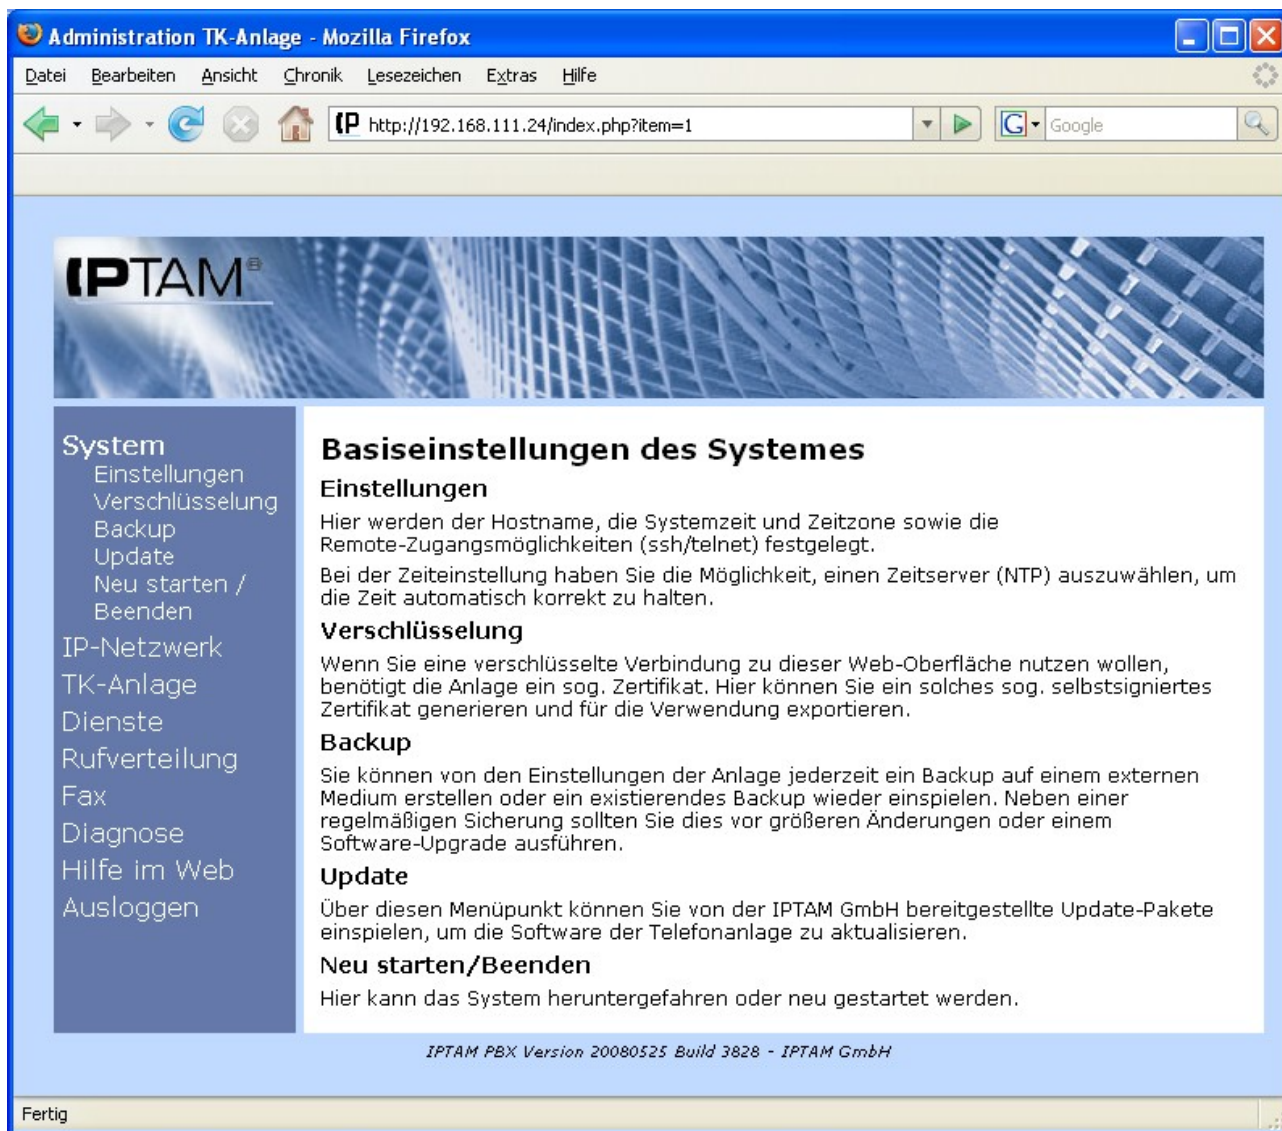 Administration TK-Anlage - Mozilla Firefox
Datei Bearbeiten Ansicht Chronik Lesezeichen Extras Hilfe
IP http://192.168.111.24/index.php?item=1 G Google
IPTAM®
System
Einstellungen
Verschlüsselung
Backup
Update
Neu starten /
Beenden
IP-Netzwerk
TK-Anlage
Dienste
Rufverteilung
Fax
Diagnose
Hilfe im Web
Ausloggen
Basiseinstellungen des Systemes
Einstellungen
Hier werden der Hostname, die Systemzeit und Zeitzone sowie die
Remote-Zugangsmöglichkeiten (ssh/telnet) festgelegt.
Bei der Zeiteinstellung haben Sie die Möglichkeit, einen Zeitserver (NTP) auszuwählen, um
die Zeit automatisch korrekt zu halten.
Verschlüsselung
Wenn Sie eine verschlüsselte Verbindung zu dieser Web-Oberfläche nutzen wollen,
benötigt die Anlage ein sog. Zertifikat. Hier können Sie ein solches sog. selbstsigniertes
Zertifikat generieren und für die Verwendung exportieren.
Backup
Sie können von den Einstellungen der Anlage jederzeit ein Backup auf einem externen
Medium erstellen oder ein existierendes Backup wieder einspielen. Neben einer
regelmäßigen Sicherung sollten Sie dies vor größeren Änderungen oder einem
Software-Upgrade ausführen.
Update
Über diesen Menüpunkt können Sie von der IPTAM GmbH bereitgestellte Update-Pakete
einspielen, um die Software der Telefonanlage zu aktualisieren.
Neu starten/Beenden
Hier kann das System heruntergefahren oder neu gestartet werden.
IPTAM PBX Version 20080525 Build 3828 - IPTAM GmbH
Fertig